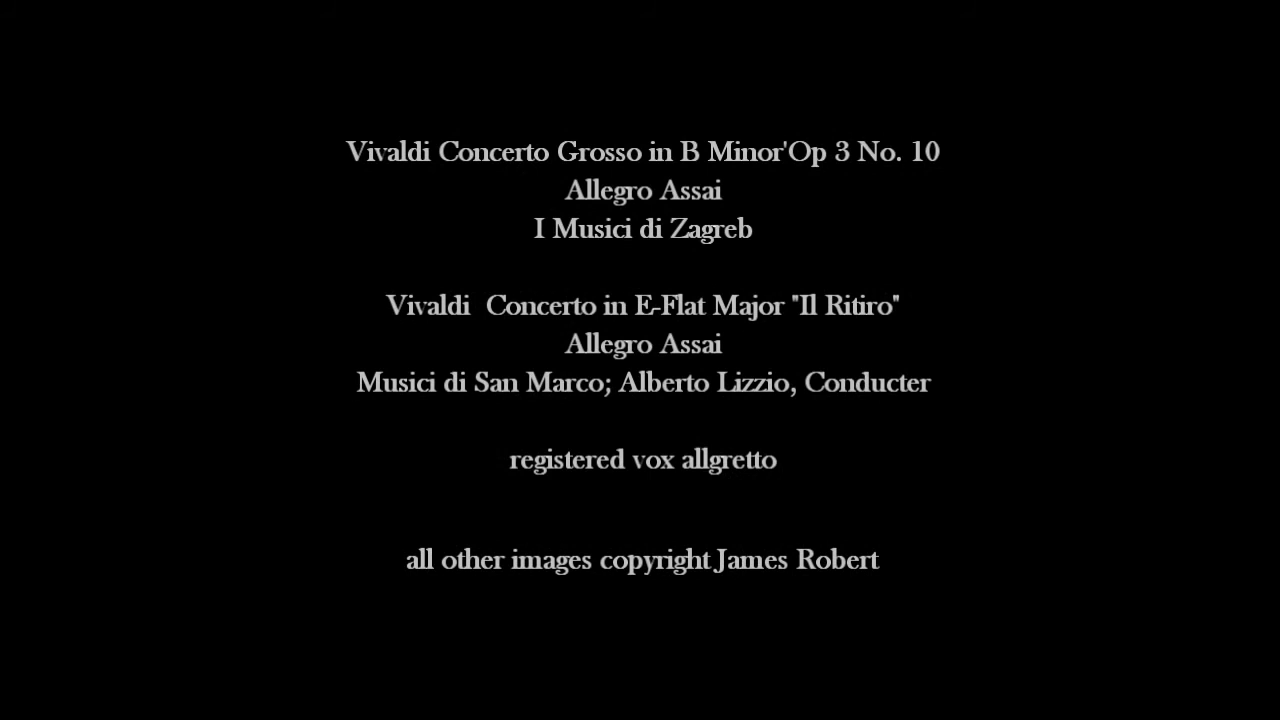 Vivaldi Concerto Grosso in B Minor'Op 3 No. 10
Allegro Assai
I Musici di Zagreb
Vivaldi  Concerto in E-Flat Major "Il Ritiro"
Allegro Assai
Musici di San Marco; Alberto Lizzio, Conducter
registered vox allgretto
all other images copyright James Robert